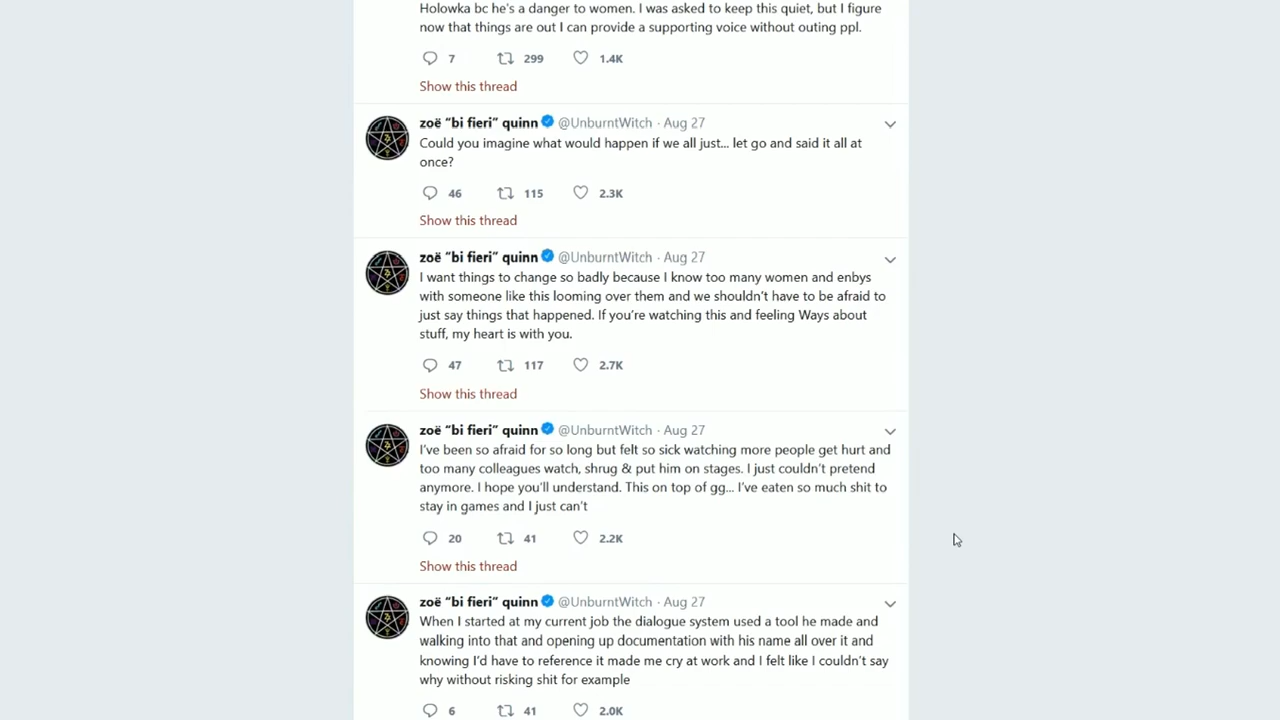 Holowka bc he's a danger to women. I was asked to keep this quiet, but I figure
now that things are out I can provide a supporting voice without outing ppl.
7 299 1.4K
Show this thread
zoë "bi fieri" quinn @UnburntWitch · Aug 27
Could you imagine what would happen if we all just... let go and said it all at
once?
46 115 2.3K
Show this thread
zoë "bi fieri" quinn @UnburntWitch · Aug 27
I want things to change so badly because I know too many women and enbys
with someone like this looming over them and we shouldn't have to be afraid to
just say things that happened. If you're watching this and feeling Ways about
stuff, my heart is with you.
47 117 2.7K
Show this thread
zoë "bi fieri" quinn @UnburntWitch · Aug 27
I've been so afraid for so long but felt so sick watching more people get hurt and
too many colleagues watch, shrug & put him on stages. I just couldn't pretend
anymore. I hope you'll understand. This on top of gg... I've eaten so much shit to
stay in games and I just can't
20 41 2.2K
Show this thread
zoë "bi fieri" quinn @UnburntWitch · Aug 27
When I started at my current job the dialogue system used a tool he made and
walking into that and opening up documentation with his name all over it and
knowing I'd have to reference it made me cry at work and I felt like I couldn't say
why without risking shit for example
6 41 2.0K